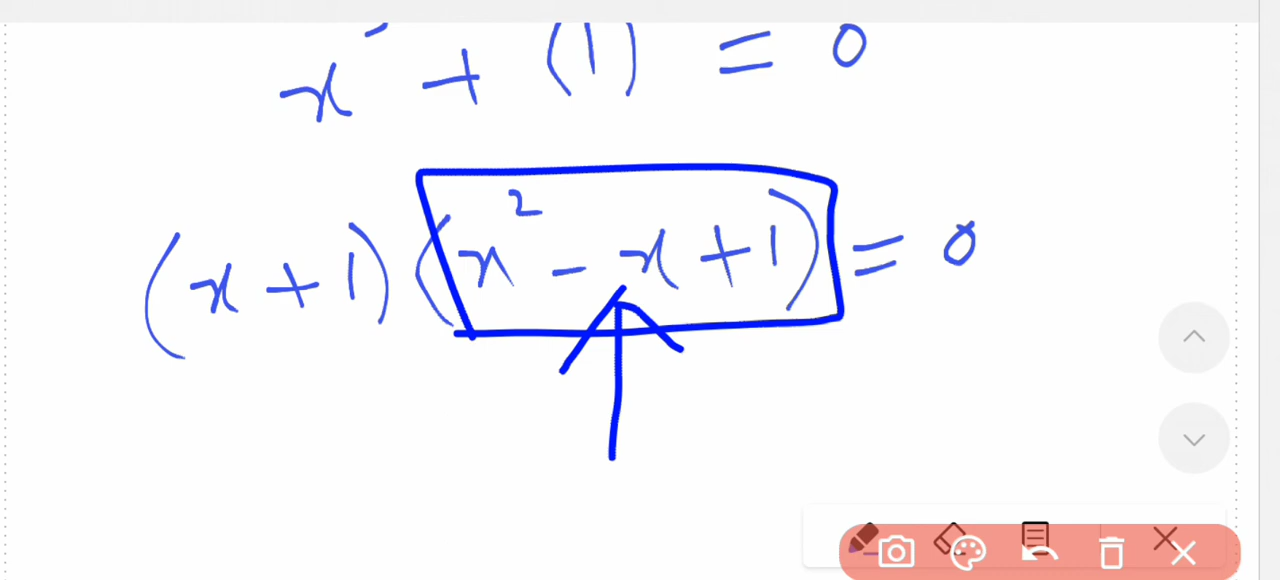 x + (1) = 0
(x + 1) (x² - x + 1) = 0